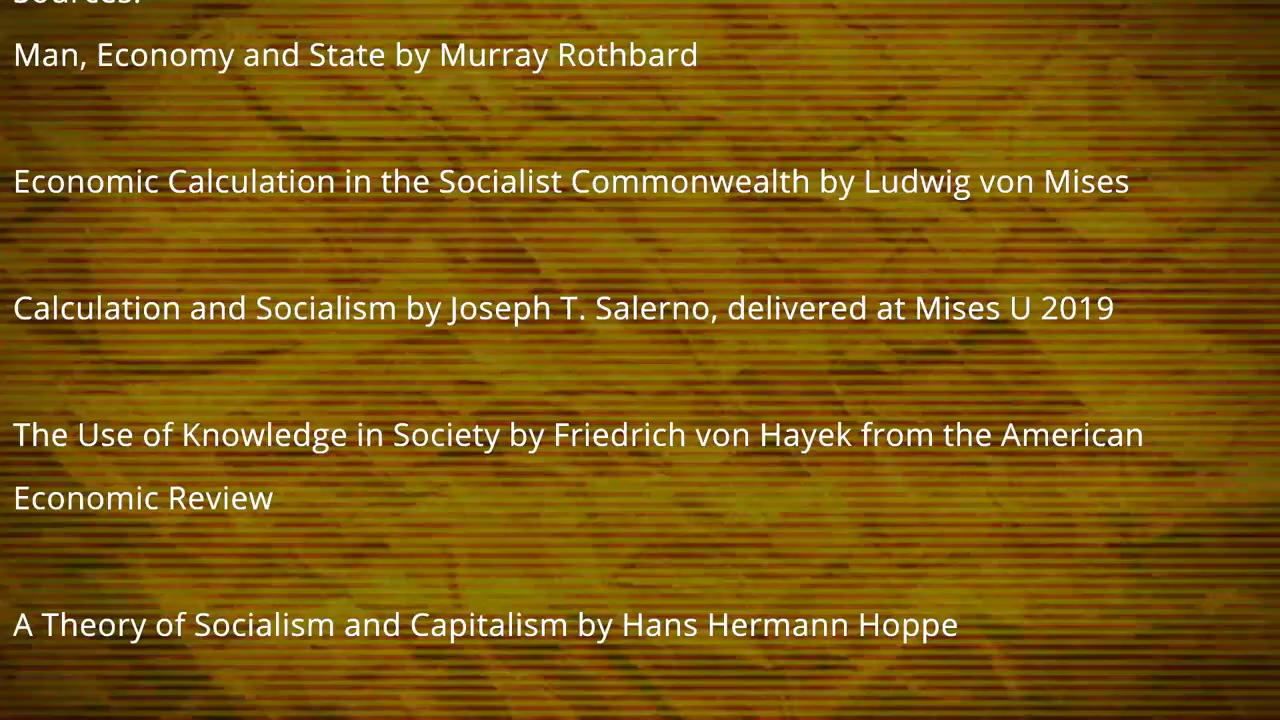 Sources:
Man, Economy and State by Murray Rothbard
Economic Calculation in the Socialist Commonwealth by Ludwig von Mises
Calculation and Socialism by Joseph T. Salerno, delivered at Mises U 2019
The Use of Knowledge in Society by Friedrich von Hayek from the American
Economic Review
A Theory of Socialism and Capitalism by Hans Hermann Hoppe